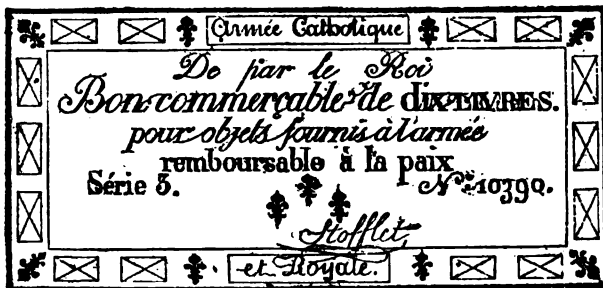 Armée Catholique
De par le Roi
Bon commerçable de DIX LIVRES.
pour objets fournis à l'armée
remboursable à la paix
Série 3. N° 10390.
Stofflet
et Royale.